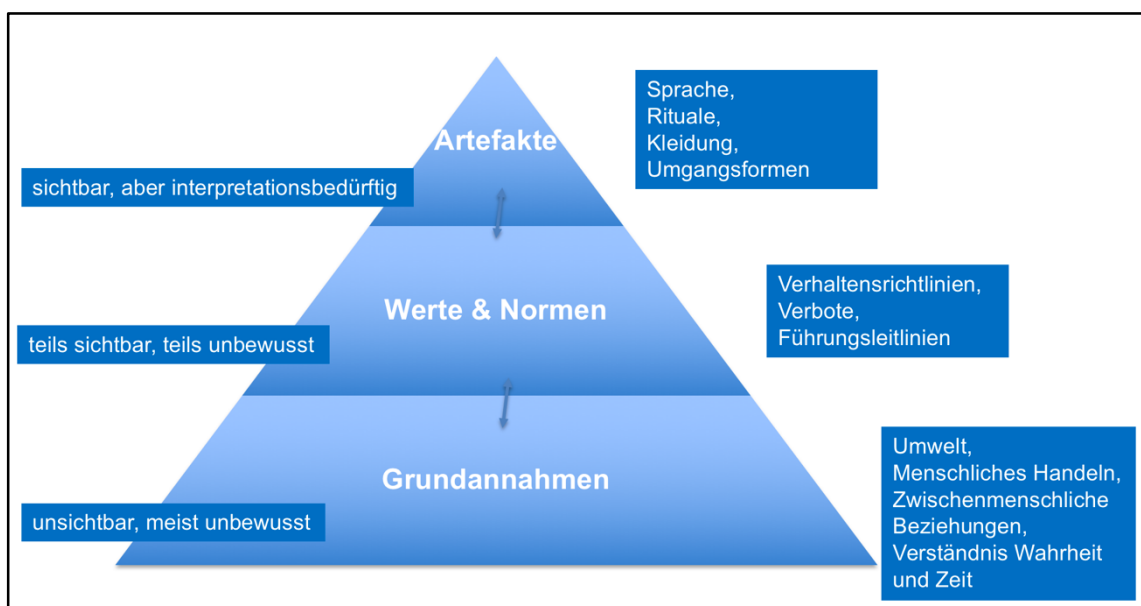 Artefakte
Sprache,
Rituale,
Kleidung,
Umgangsformen
sichtbar, aber interpretationsbedürftig
Werte & Normen
Verhaltensrichtlinien,
Verbote,
Führungsleitlinien
teils sichtbar, teils unbewusst
Grundannahmen
Umwelt,
Menschliches Handeln,
Zwischenmenschliche
Beziehungen,
Verständnis Wahrheit
und Zeit
unsichtbar, meist unbewusst